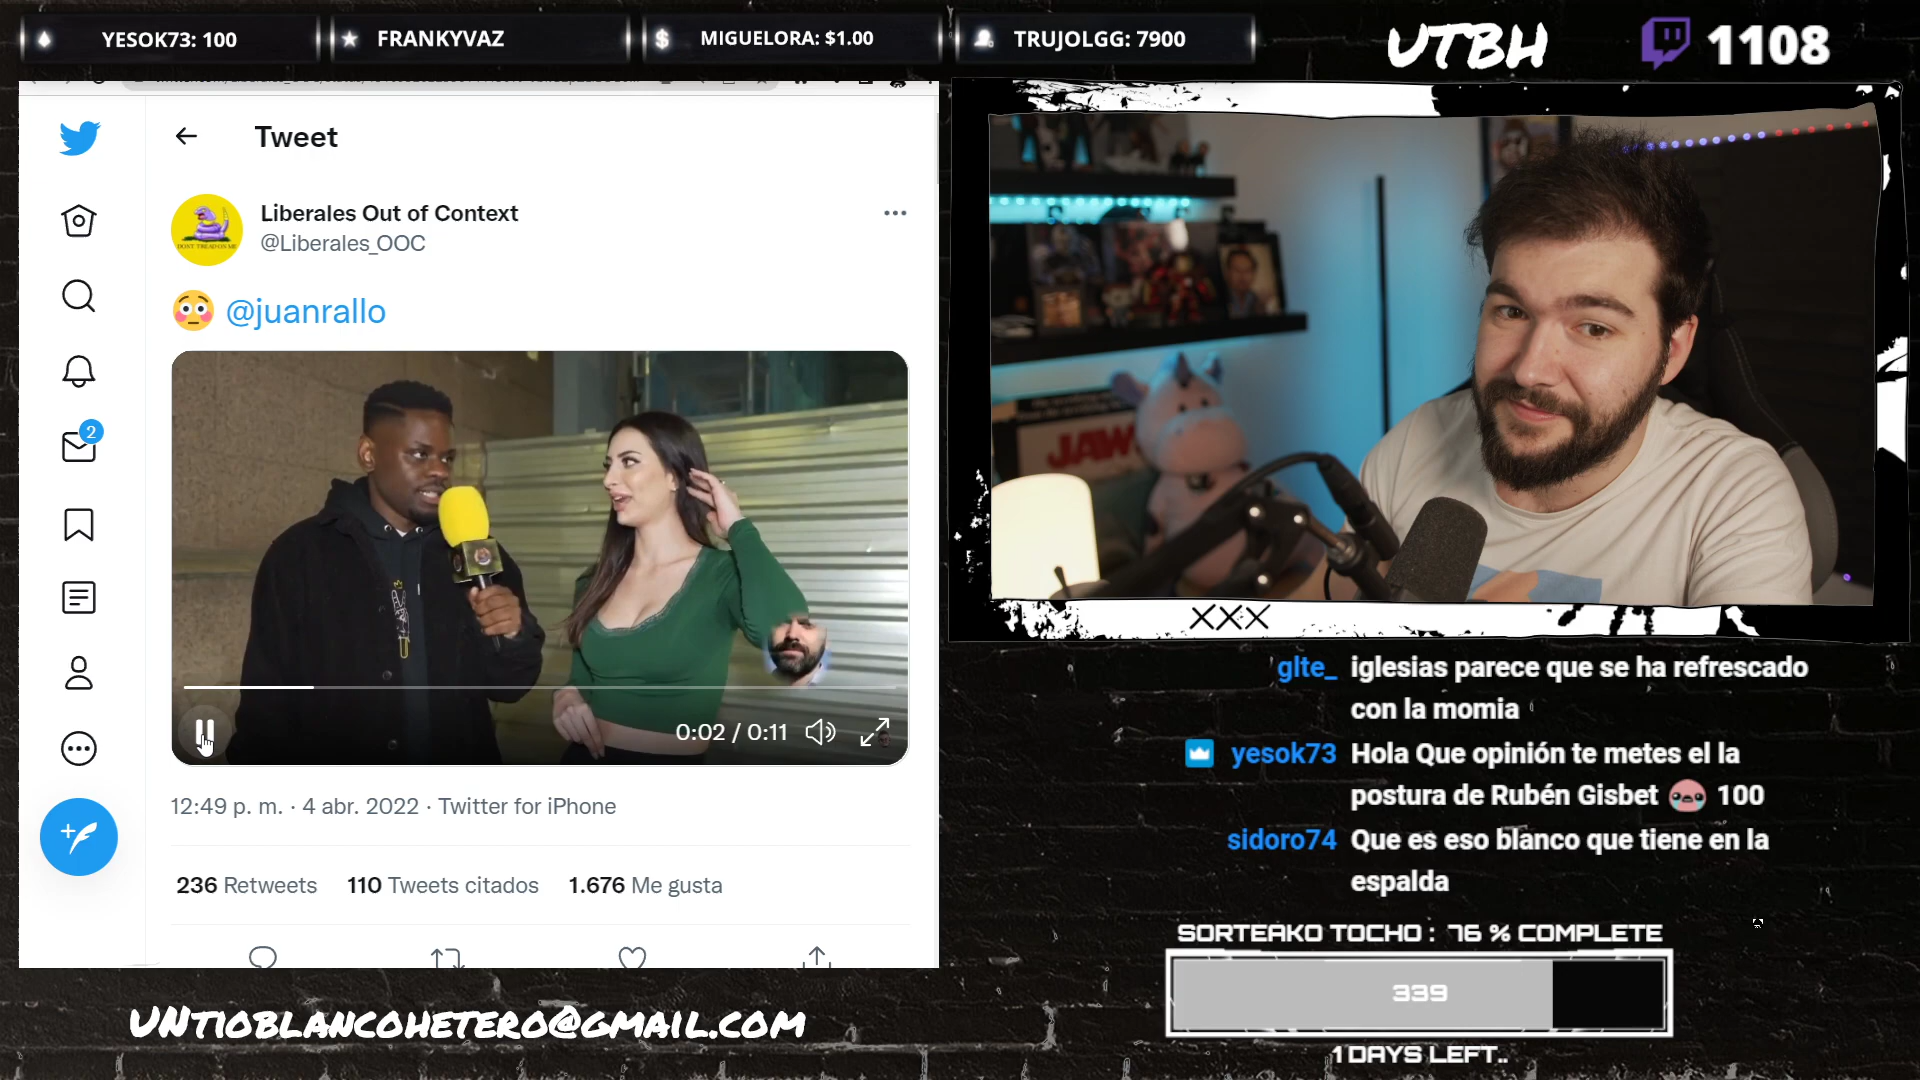 YESOK73: 100
FRANKYVAZ
MIGUELORA: $1.00
TRUJOLGG: 7900
UTBH
1108
Tweet
Liberales Out of Context
@Liberales_OOC
😳 @juanrallo
0:02 / 0:11
2
12:49 p. m. · 4 abr. 2022 · Twitter for iPhone
236 Retweets 110 Tweets citados 1.676 Me gusta
JAW
XXX
glte_ iglesias parece que se ha refrescado
con la momia
yesok73 Hola Que opinión te metes el la
postura de Rubén Gisbet 100
sidoro74 Que es eso blanco que tiene en la
espalda
SORTEAKO TOCHO : 76 % COMPLETE
339
1 DAYS LEFT..
UNTIOBLANCOHETERO@GMAIL.COM